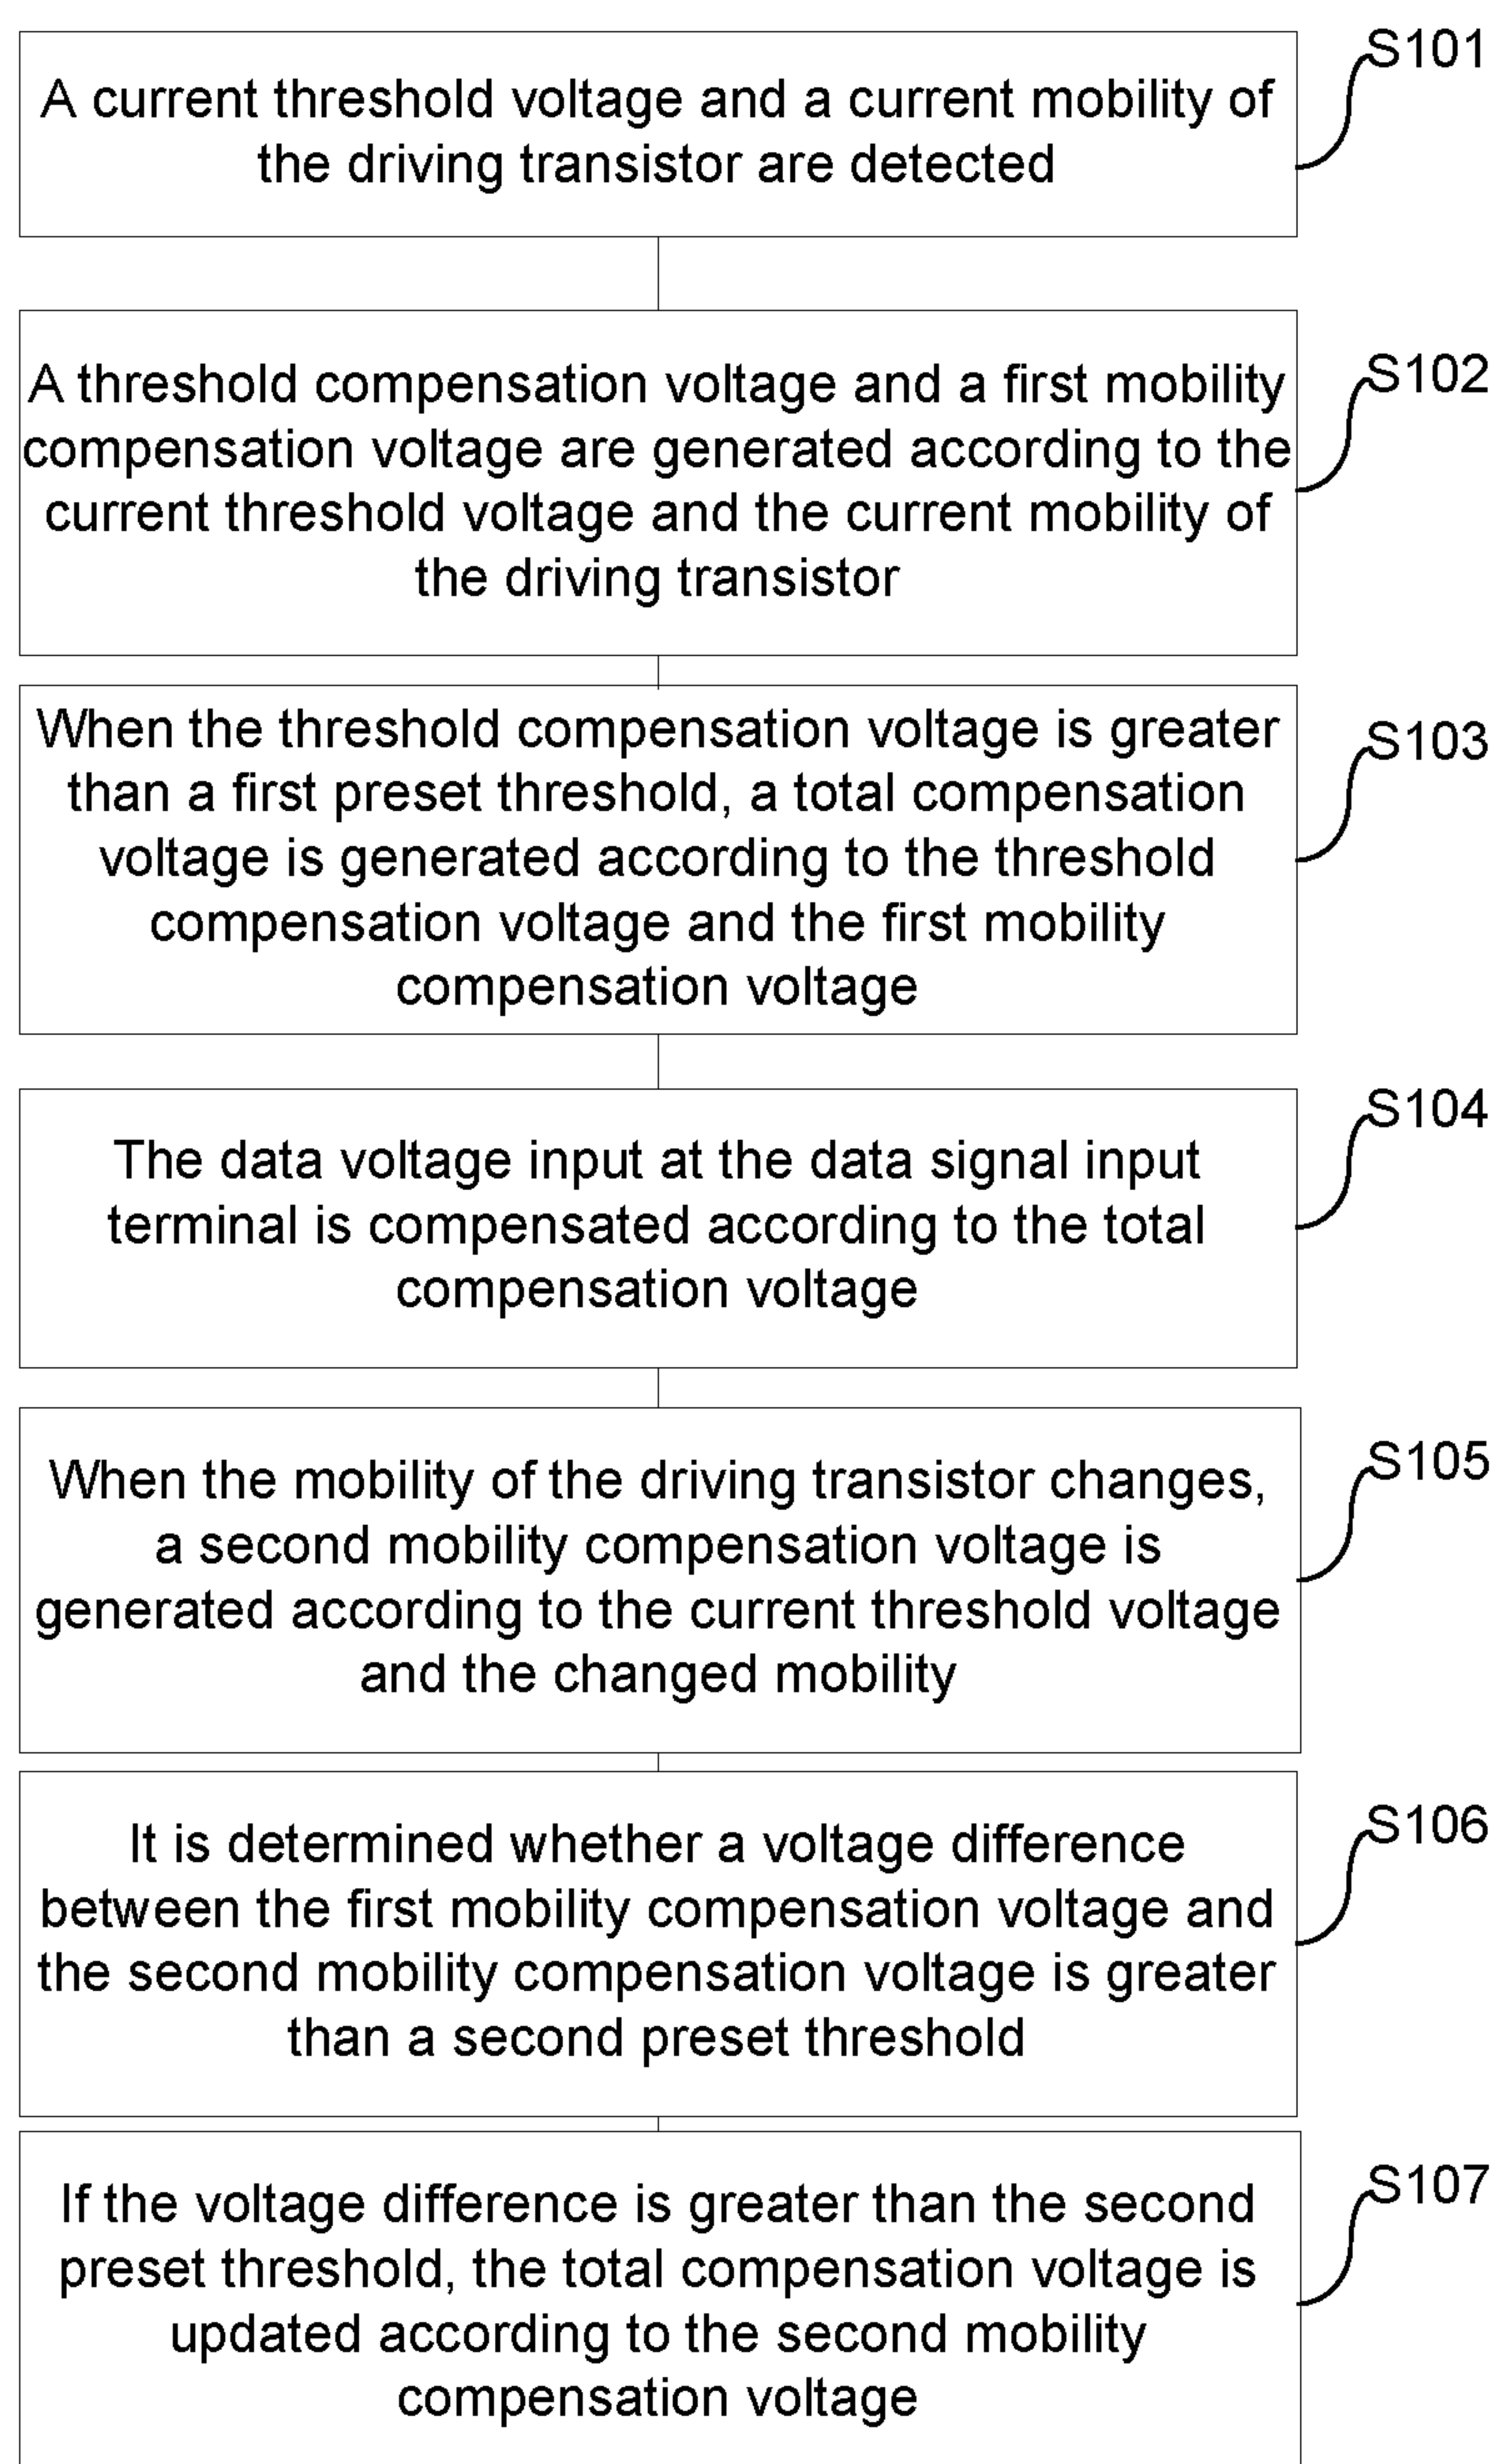 S101
A current threshold voltage and a current mobility of
the driving transistor are detected
S102
A threshold compensation voltage and a first mobility
compensation voltage are generated according to the
current threshold voltage and the current mobility of
the driving transistor
S103
When the threshold compensation voltage is greater
than a first preset threshold, a total compensation
voltage is generated according to the threshold
compensation voltage and the first mobility
compensation voltage
S104
The data voltage input at the data signal input
terminal is compensated according to the total
compensation voltage
S105
When the mobility of the driving transistor changes,
a second mobility compensation voltage is
generated according to the current threshold voltage
and the changed mobility
S106
It is determined whether a voltage difference
between the first mobility compensation voltage and
the second mobility compensation voltage is greater
than a second preset threshold
S107
If the voltage difference is greater than the second
preset threshold, the total compensation voltage is
updated according to the second mobility
compensation voltage